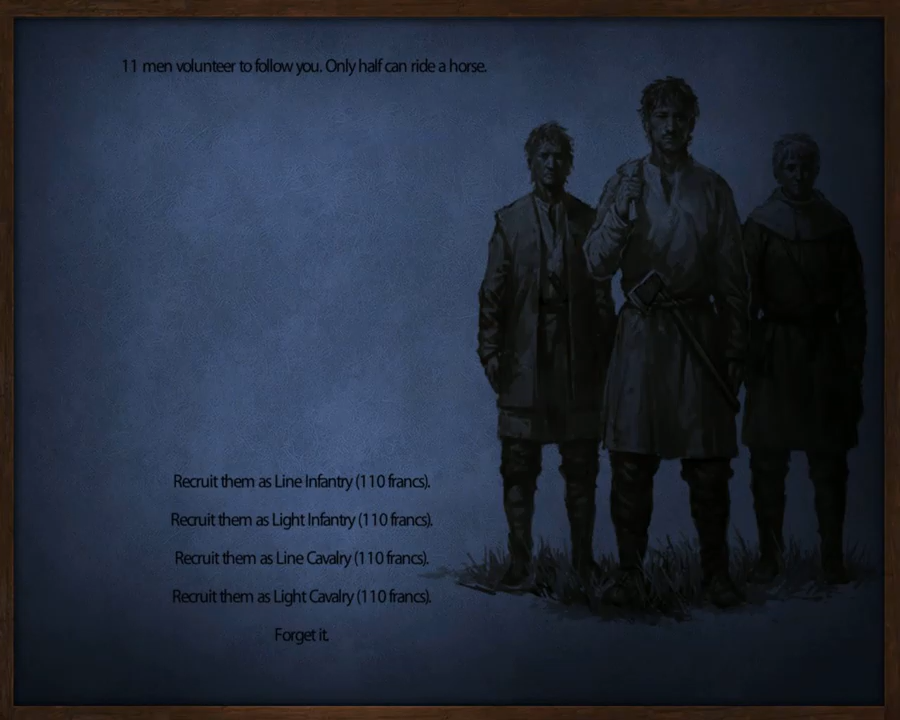 11 men volunteer to follow you. Only half can ride a horse.
Recruit them as Line Infantry (110 francs).
Recruit them as Light Infantry (110 francs).
Recruit them as Line Cavalry (110 francs).
Recruit them as Light Cavalry (110 francs).
Forget it.